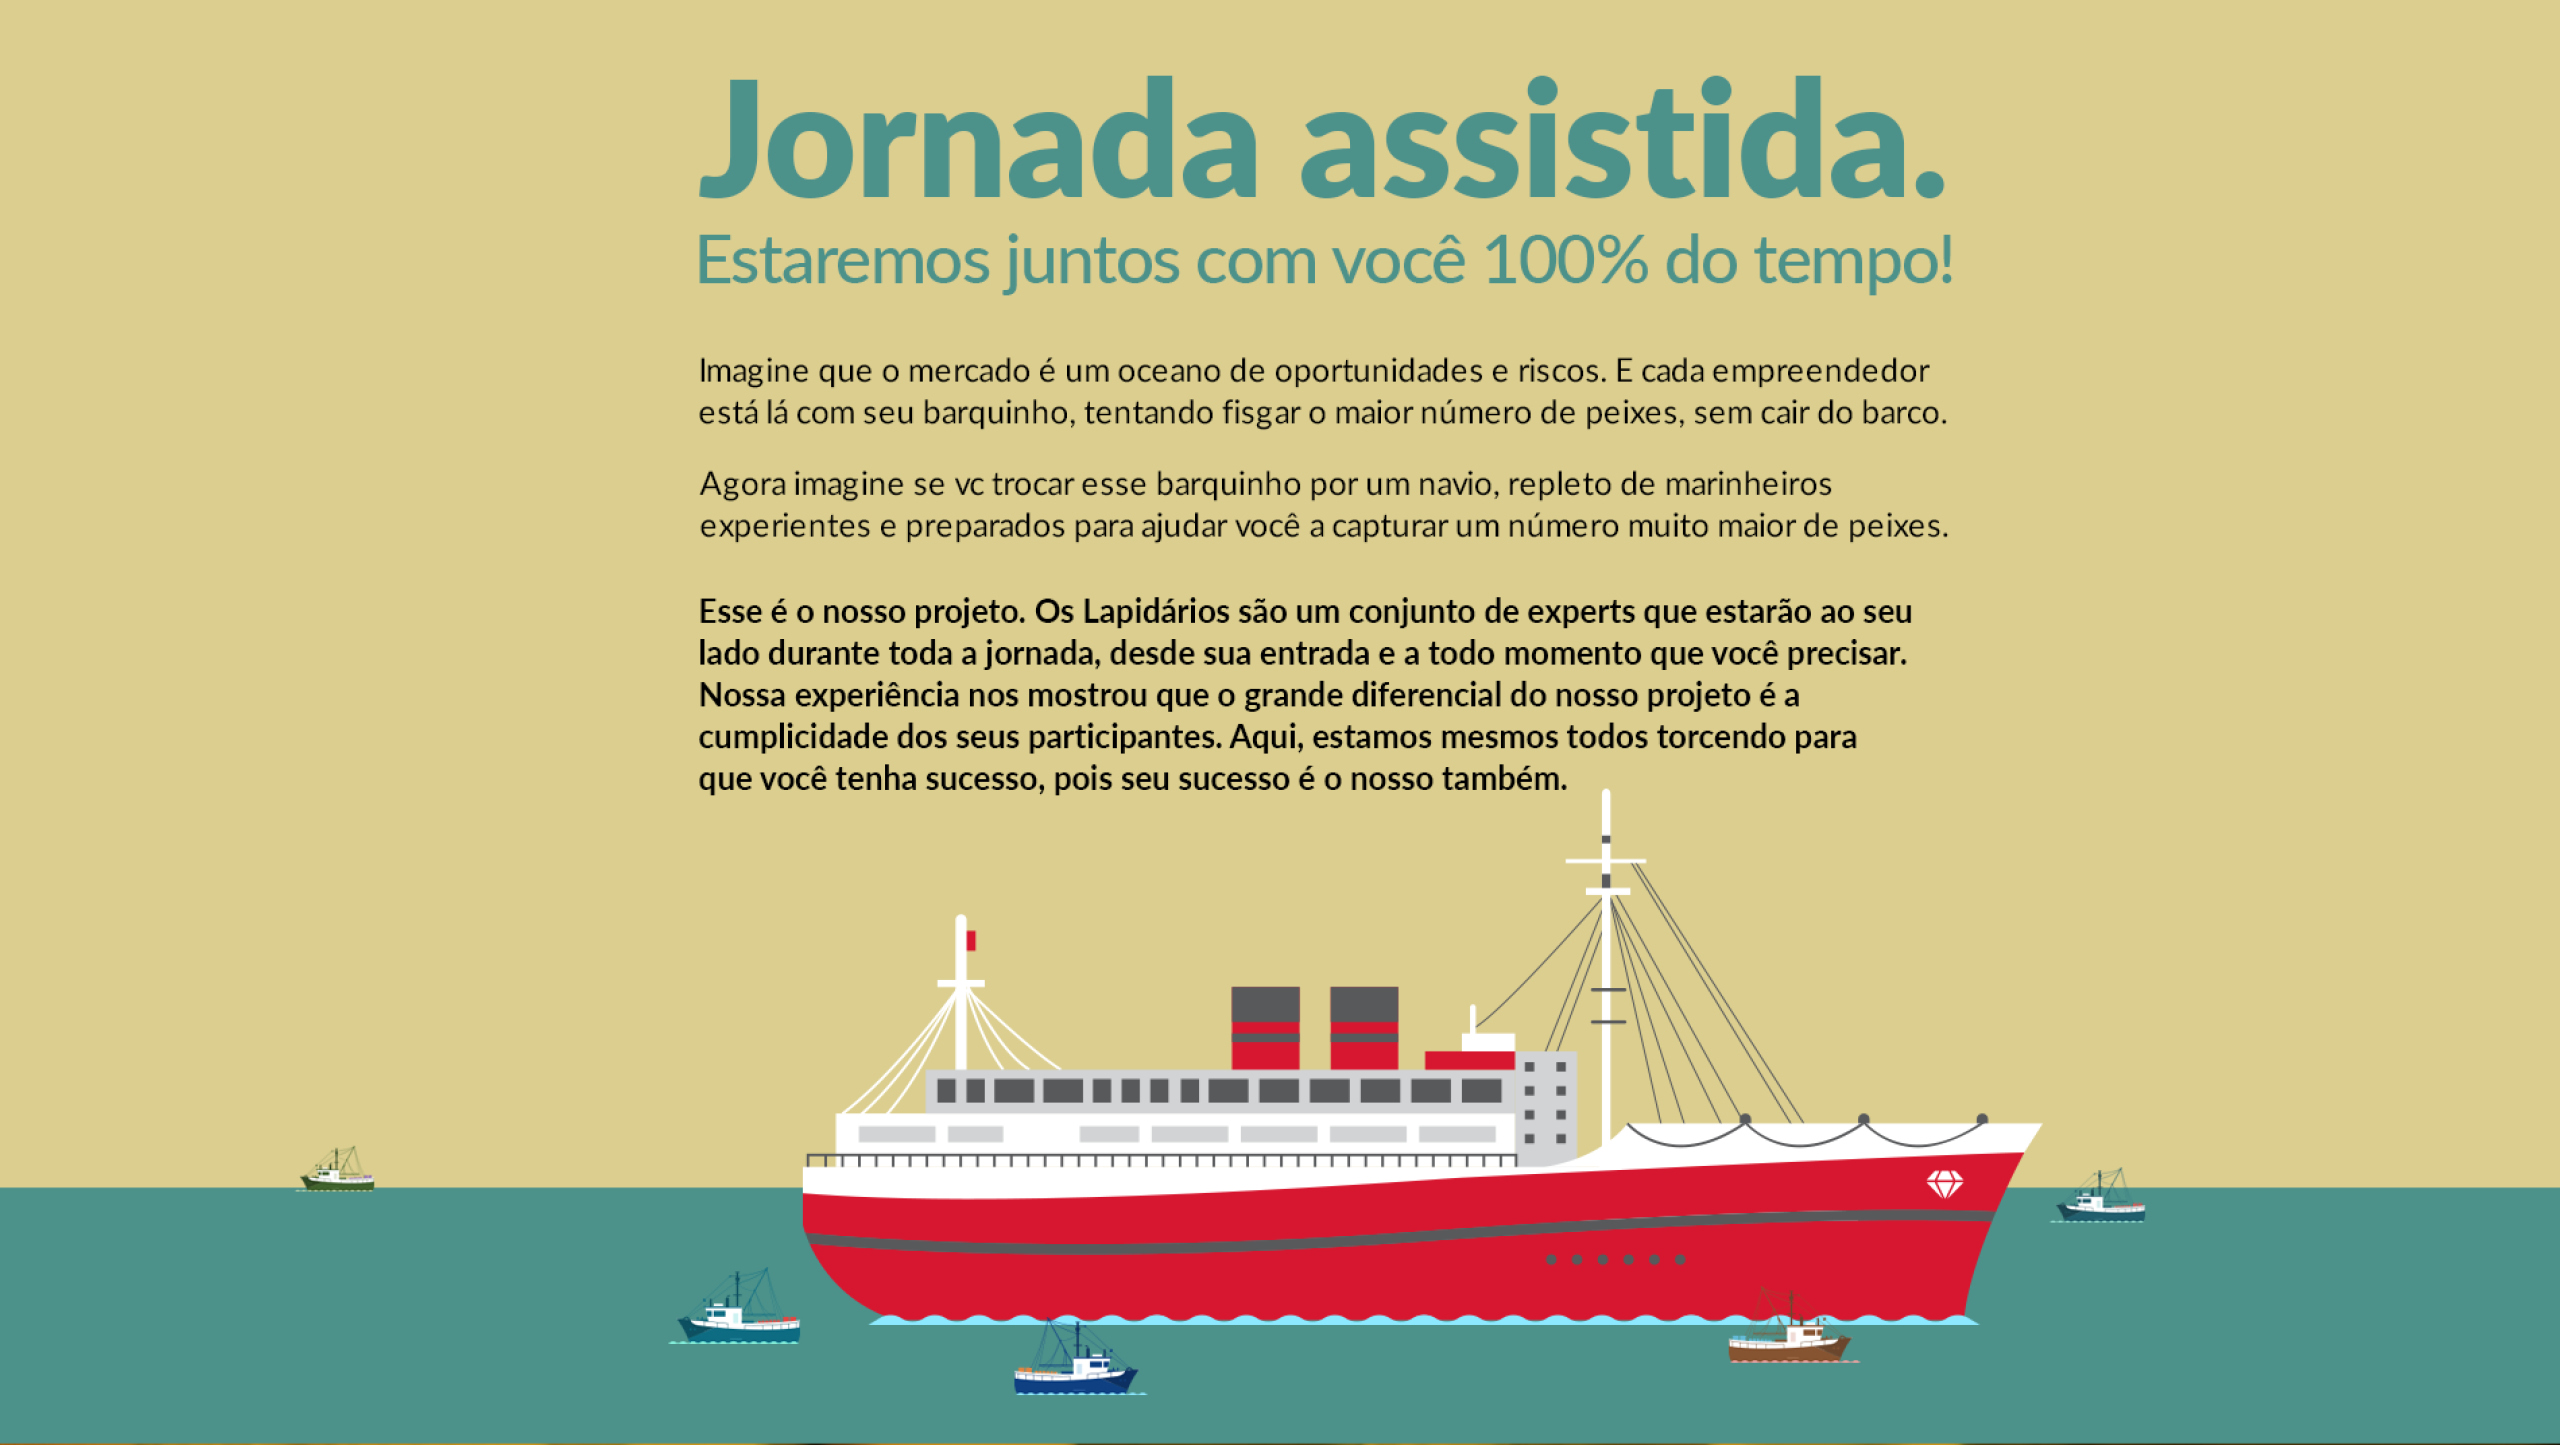 Jornada assistida.
Estaremos juntos com você 100% do tempo!
Imagine que o mercado é um oceano de oportunidades e riscos. E cada empreendedor
está lá com seu barquinho, tentando fisgar o maior número de peixes, sem cair do barco.
Agora imagine se vc trocar esse barquinho por um navio, repleto de marinheiros
experientes e preparados para ajudar você a capturar um número muito maior de peixes.
Esse é o nosso projeto. Os Lapidários são um conjunto de experts que estarão ao seu
lado durante toda a jornada, desde sua entrada e a todo momento que você precisar.
Nossa experiência nos mostrou que o grande diferencial do nosso projeto é a
cumplicidade dos seus participantes. Aqui, estamos mesmos todos torcendo para
que você tenha sucesso, pois seu sucesso é o nosso também.